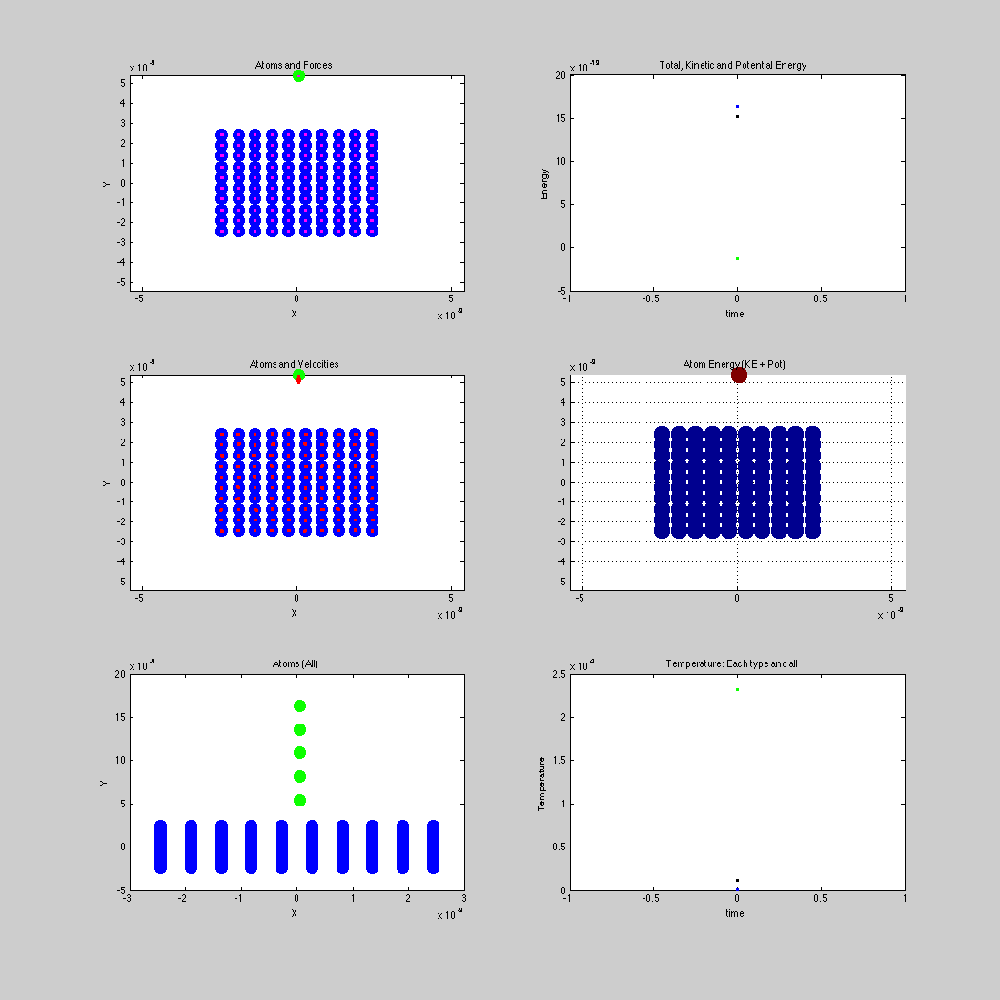 Atoms and Forces
x 10^-9
5
4
3
2
1
0
-1
-2
-3
-4
-5
Y
-5 0 5
X
x 10^-9
Total, Kinetic and Potential Energy
x 10^-19
20
15
10
5
0
-5
Energy
-1 -0.5 0 0.5 1
time
Atoms and Velocities
x 10^-9
5
4
3
2
1
0
-1
-2
-3
-4
-5
Y
-5 0 5
X
x 10^-9
Atom Energy (KE + Pot)
x 10^-9
5
4
3
2
1
0
-1
-2
-3
-4
-5
-5 0 5
x 10^-9
Atoms (All)
x 10^-9
20
15
10
5
0
-5
Y
-3 -2 -1 0 1 2 3
X
x 10^-9
Temperature: Each type and all
x 10^4
2.5
2
1.5
1
0.5
0
Temperature
-1 -0.5 0 0.5 1
time